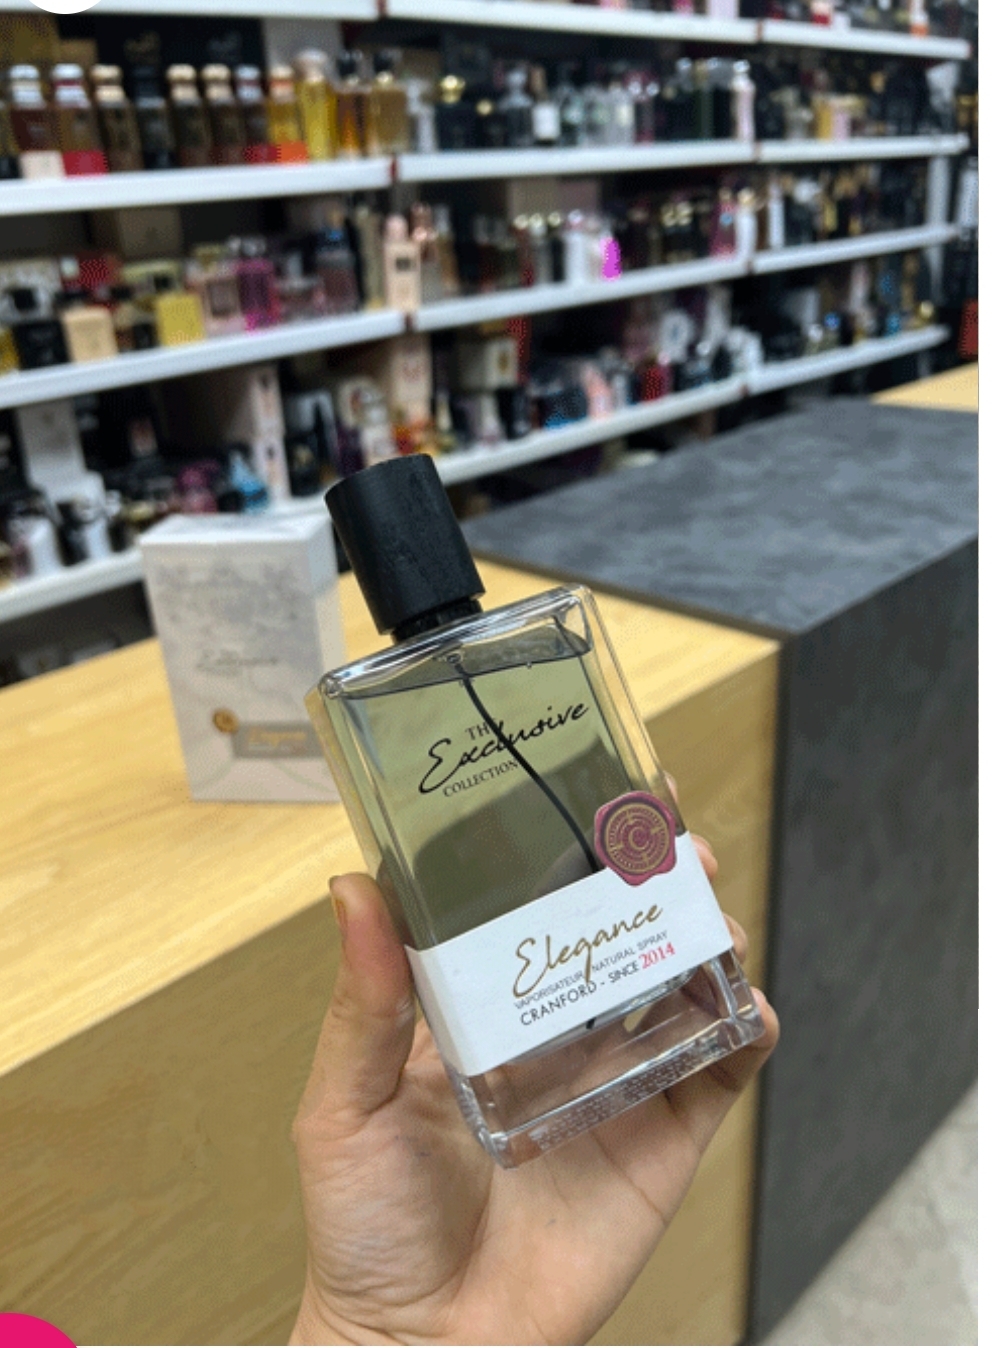 THE
Exclusive
COLLECTION
C
Elegance
VAPORISATEUR NATURAL SPRAY
CRANFORD - SINCE 2014